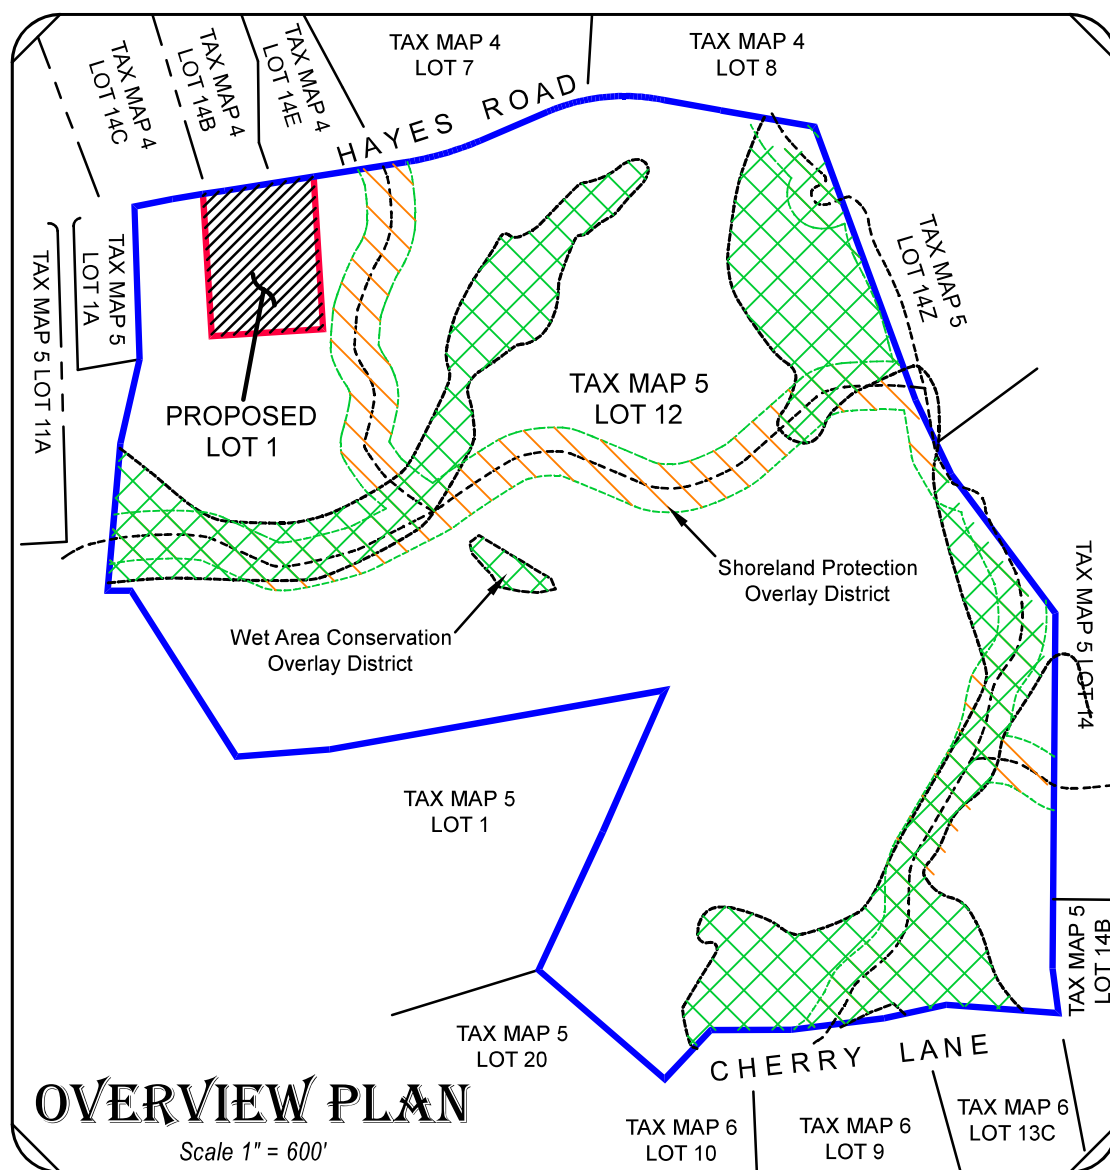 TAX MAP 4
LOT 14C
TAX MAP 4
LOT 14B
TAX MAP 4
LOT 14E
TAX MAP 4
LOT 7
TAX MAP 4
LOT 8
HAYES ROAD
TAX MAP 5 LOT 11A
TAX MAP 5
LOT 1A
TAX MAP 5
LOT 14Z
PROPOSED
LOT 1
TAX MAP 5
LOT 12
Shoreland Protection
Overlay District
Wet Area Conservation
Overlay District
TAX MAP 5 LOT 14
TAX MAP 5
LOT 1
TAX MAP 5
LOT 14B
TAX MAP 5
LOT 20
CHERRY LANE
OVERVIEW PLAN
Scale 1" = 600'
TAX MAP 6
LOT 10
TAX MAP 6
LOT 9
TAX MAP 6
LOT 13C